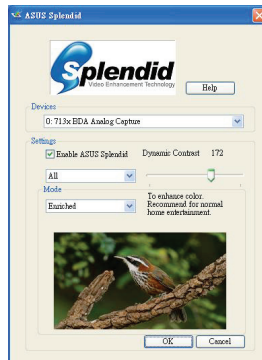 ASUS Splendid
Splendid
Video Enhancement Technology
Help
Devices
0: 713x BDA Analog Capture
Settings
Enable ASUS Splendid
Dynamic Contrast 172
All
Mode
Enriched
To enhance color.
Recommend for normal
home entertainment.
OK
Cancel